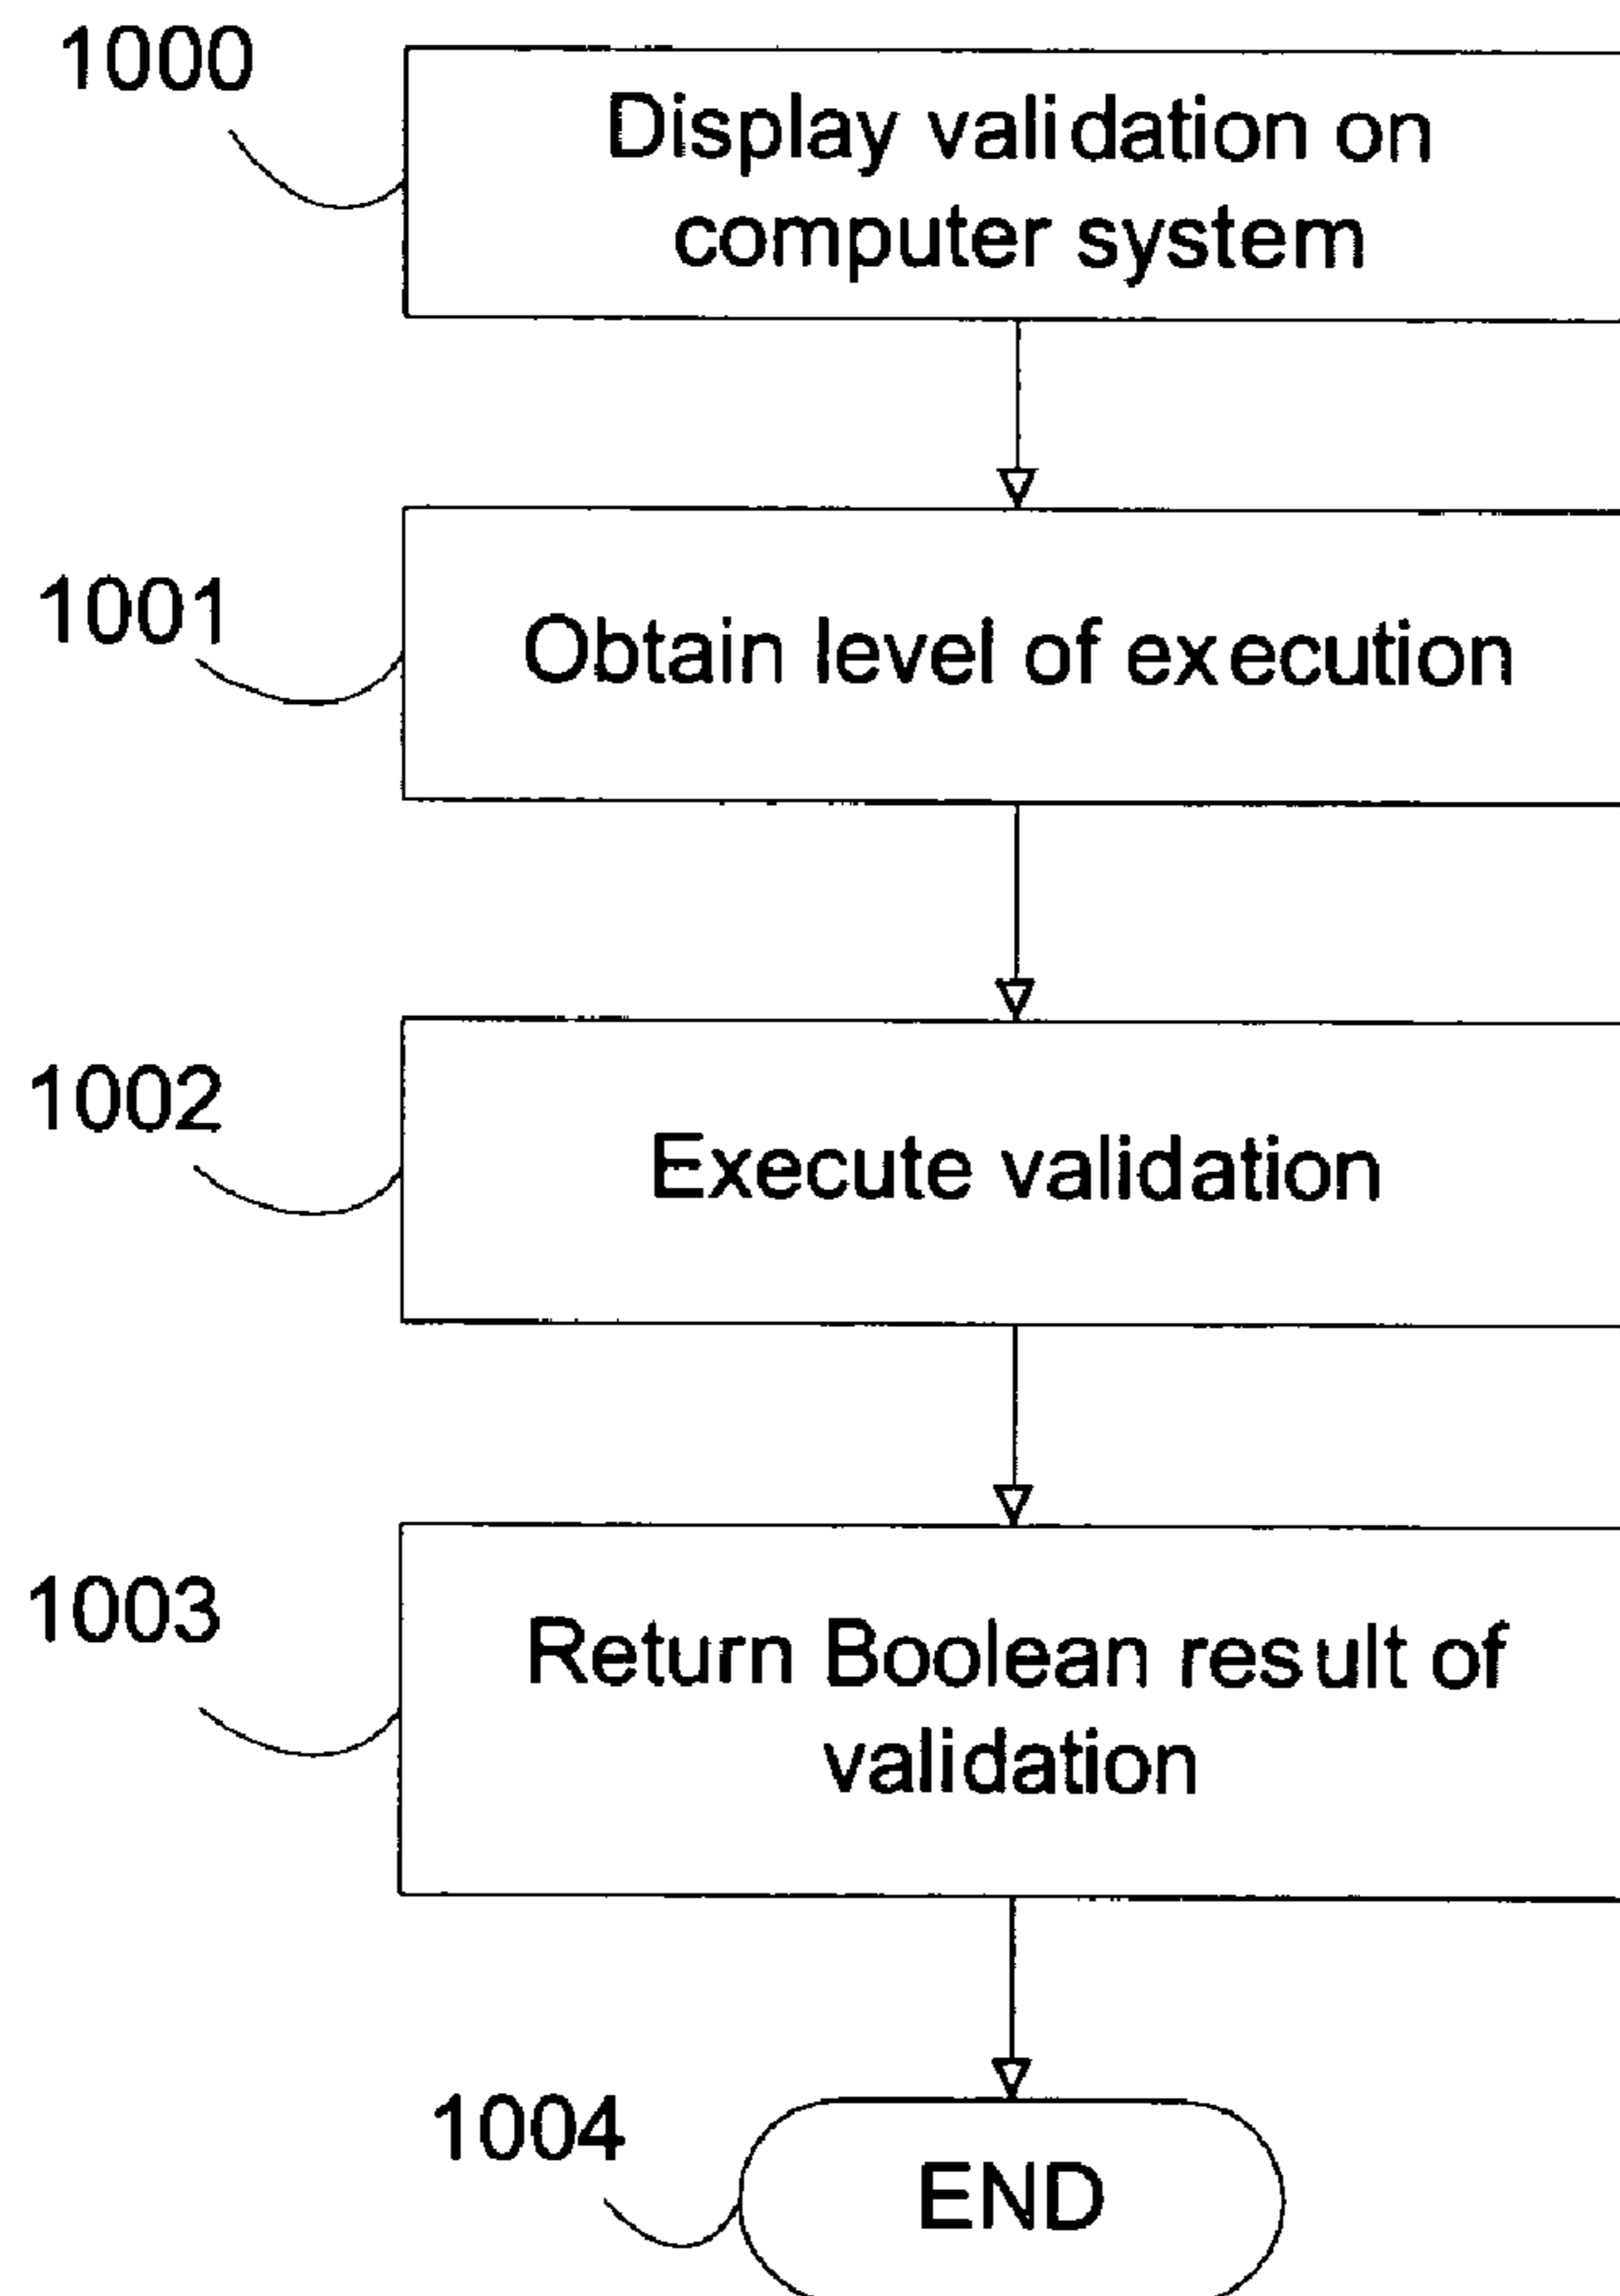 1000
Display validation on
computer system
1001
Obtain level of execution
1002
Execute validation
1003
Return Boolean result of
validation
1004
END